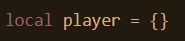 local player = {}